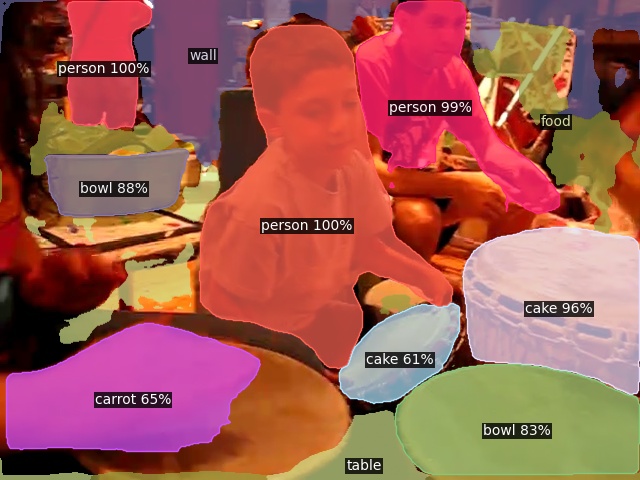 person 100%
wall
person 99%
food
bowl 88%
person 100%
cake 96%
cake 61%
carrot 65%
bowl 83%
table